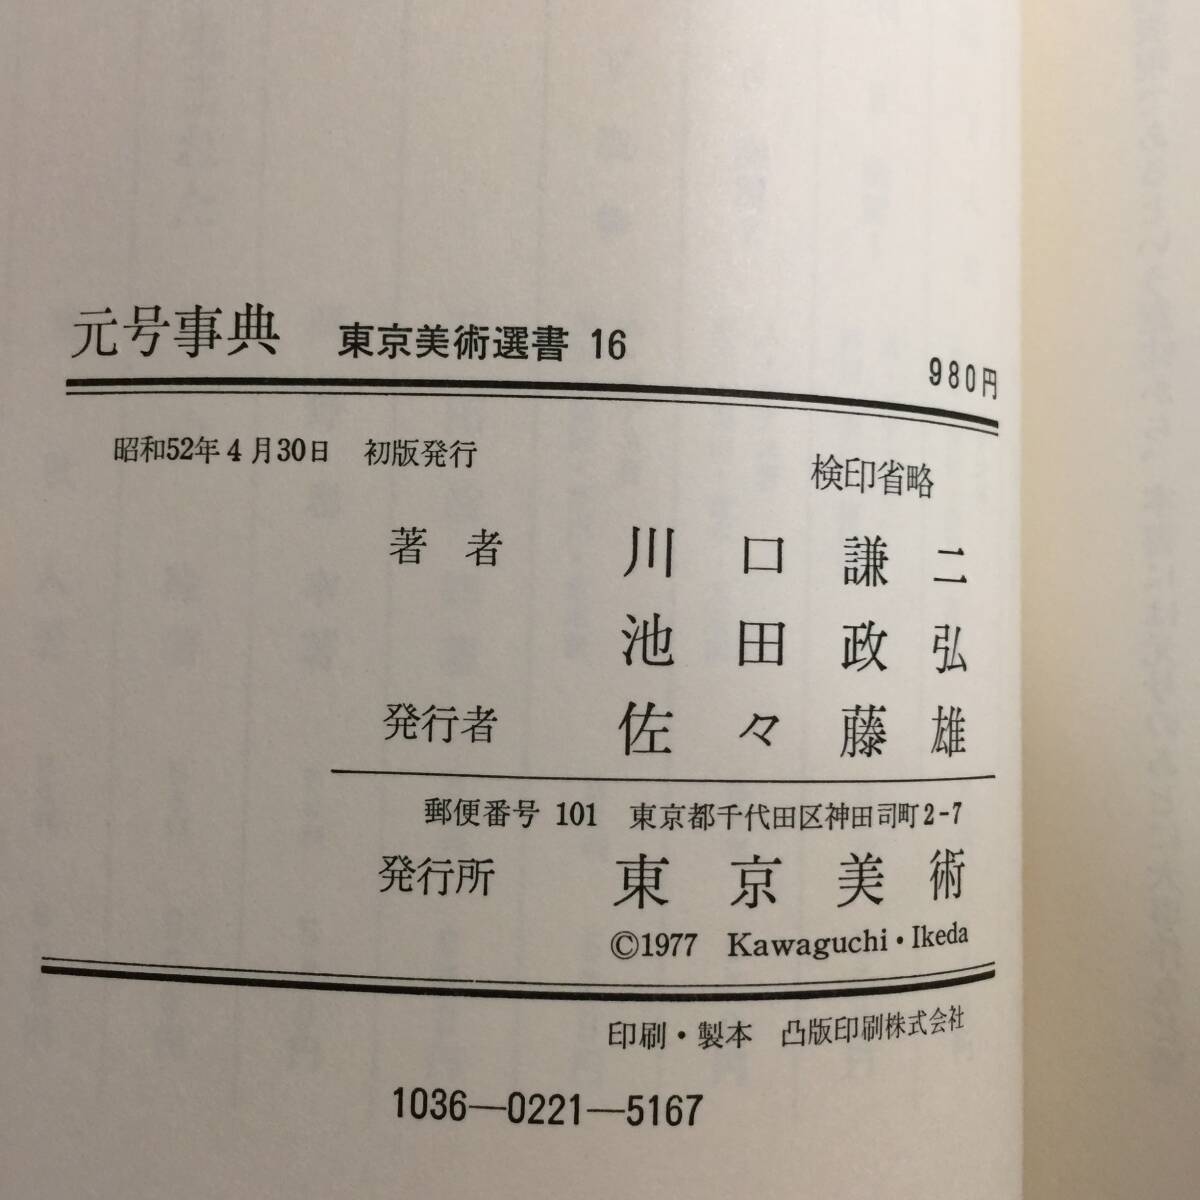 元号事典 東京美術選書 16
980円
昭和52年4月30日 初版発行
検印省略
著者 川口謙二
池田政弘
発行者 佐々藤雄
郵便番号 101 東京都千代田区神田司町2-7
発行所 東京美術
©1977 Kawaguchi・Ikeda
印刷・製本 凸版印刷株式会社
1036—0221—5167